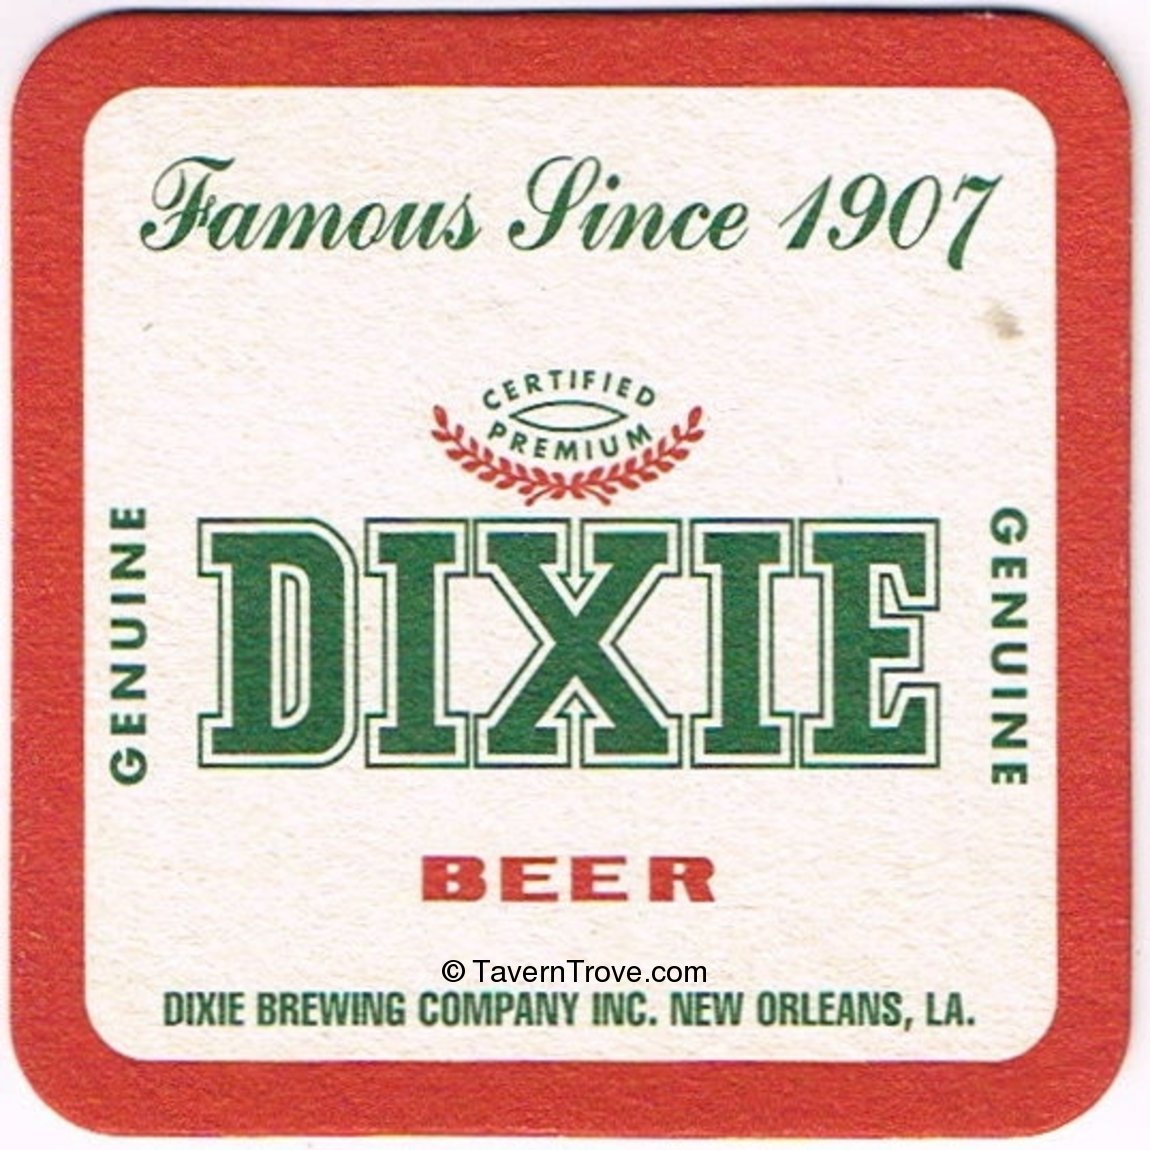 Famous Since 1907
CERTIFIED
PREMIUM
GENUINE
DIXIE
GENUINE
BEER
© TavernTrove.com
DIXIE BREWING COMPANY INC. NEW ORLEANS, LA.